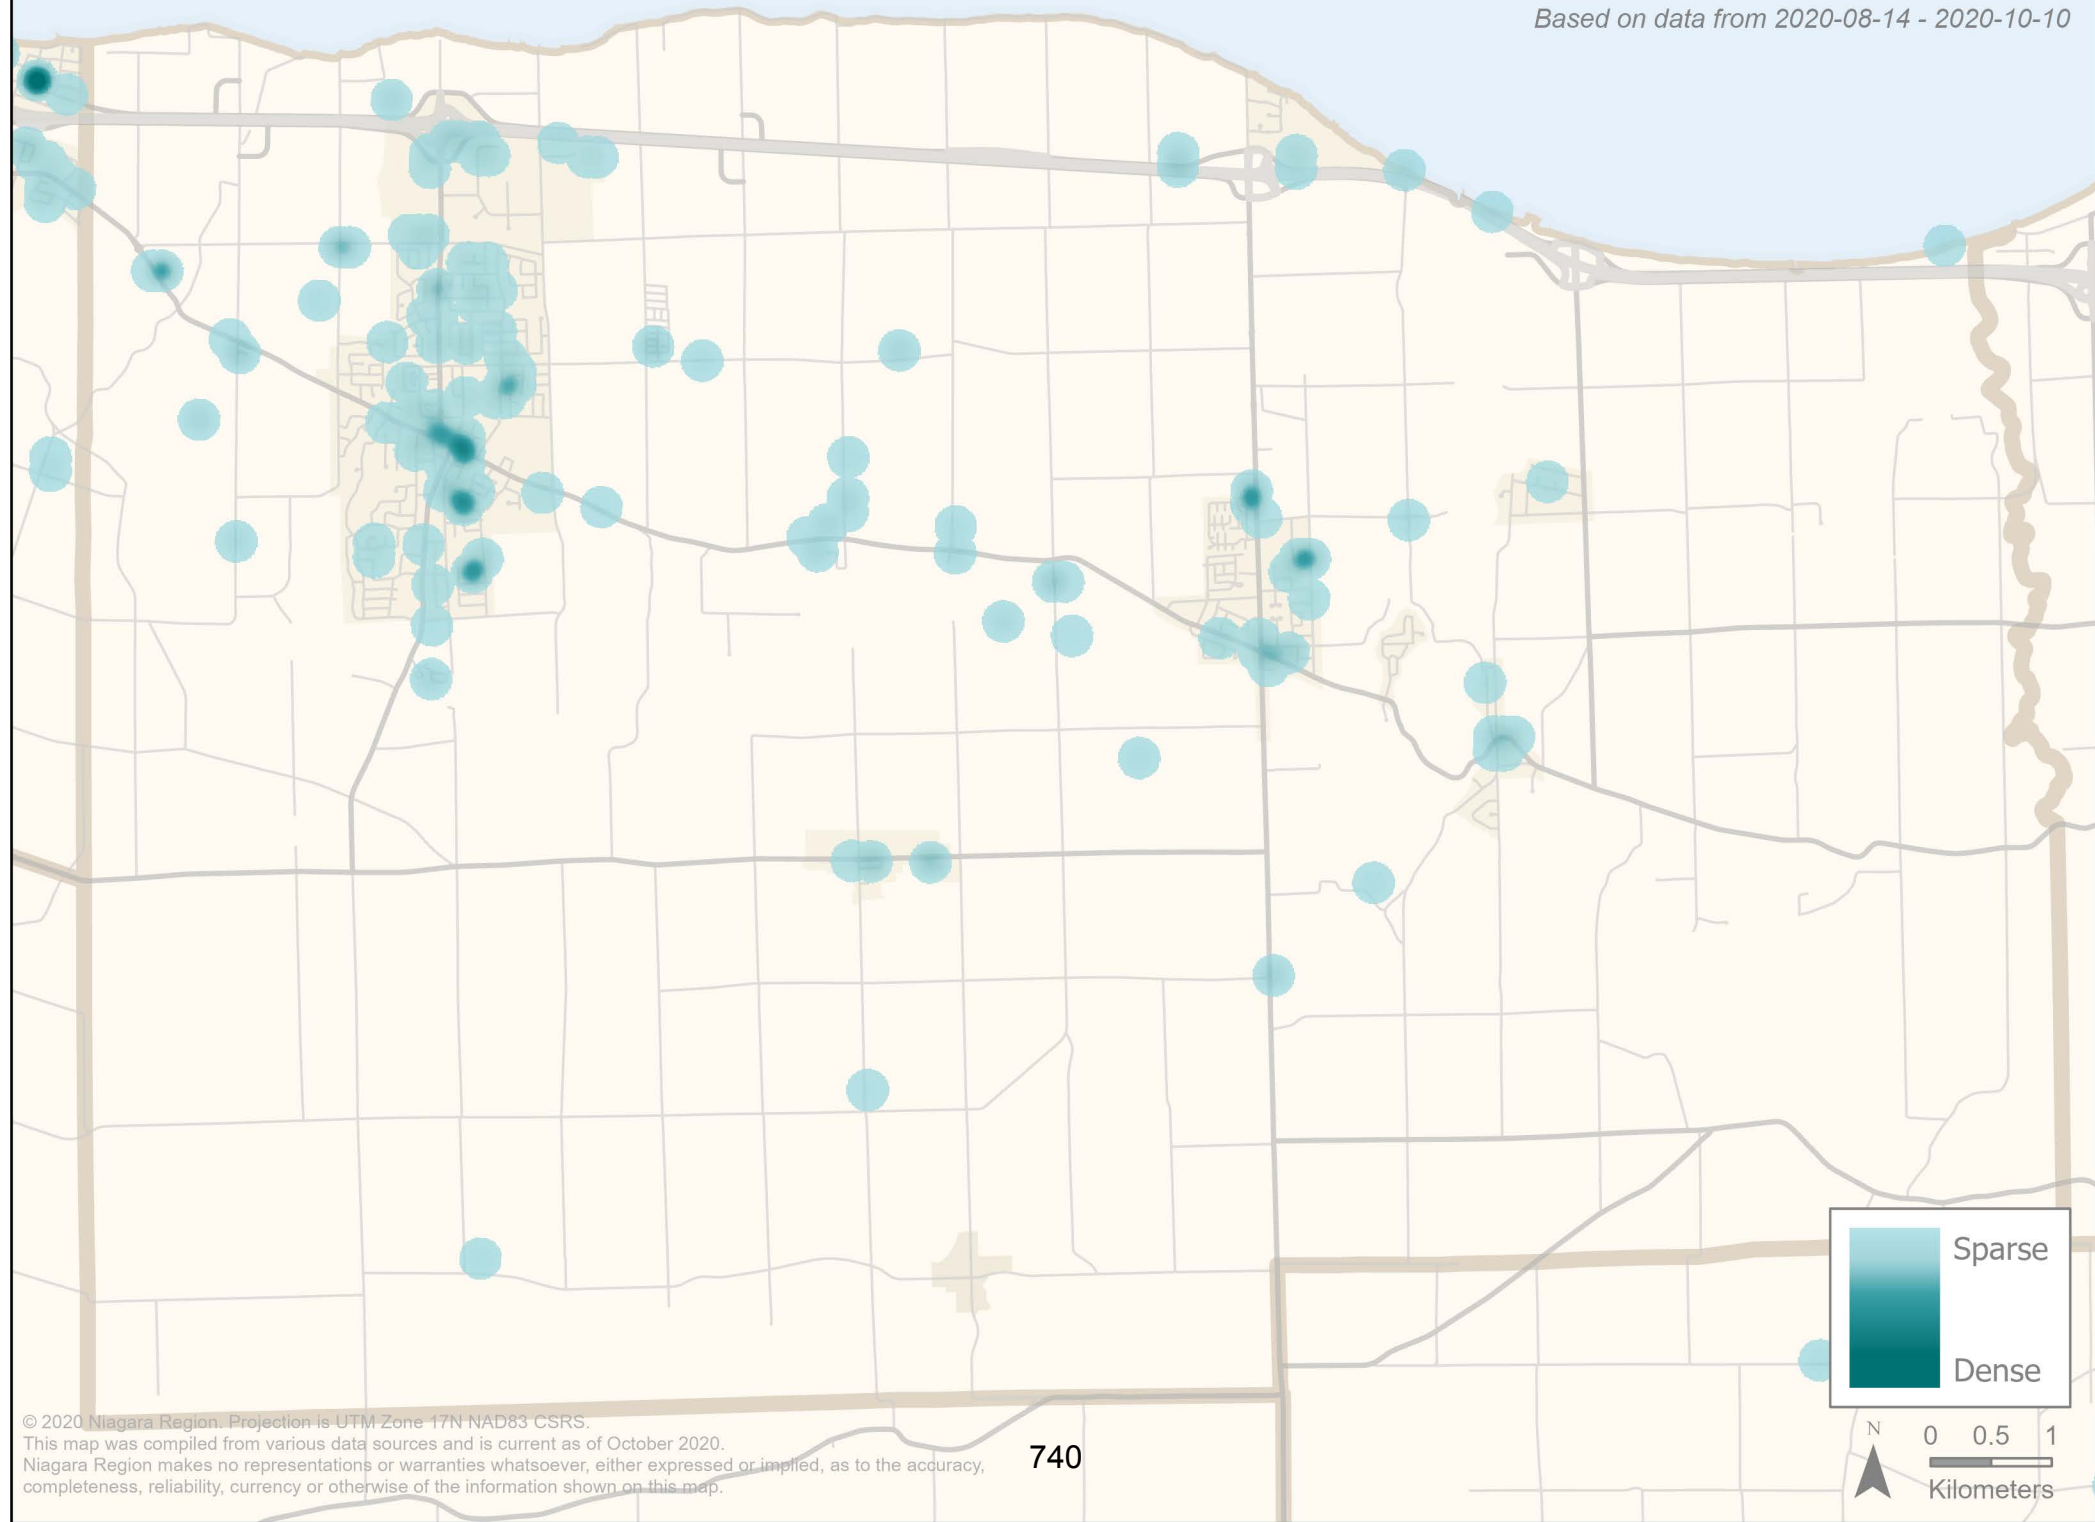 Based on data from 2020-08-14 - 2020-10-10
Sparse
Dense
© 2020 Niagara Region. Projection is UTM Zone 17N NAD83 CSRS.
This map was compiled from various data sources and is current as of October 2020.
Niagara Region makes no representations or warranties whatsoever, either expressed or implied, as to the accuracy,
completeness, reliability, currency or otherwise of the information shown on this map.
740
N
0 0.5 1
Kilometers